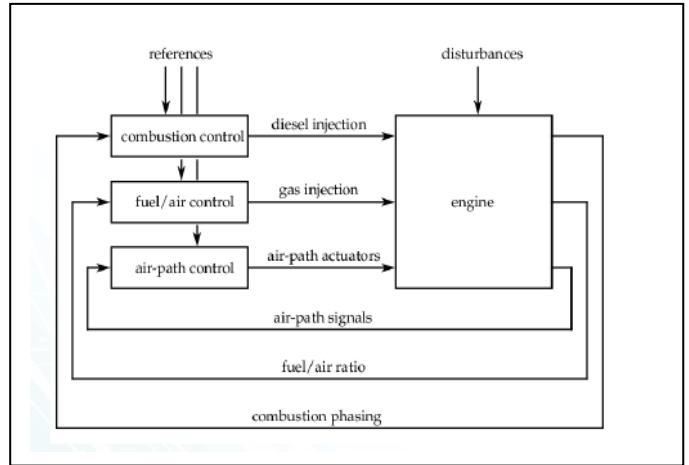 references
disturbances
combustion control
diesel injection
fuel/air control
gas injection
engine
air-path control
air-path actuators
air-path signals
fuel/air ratio
combustion phasing